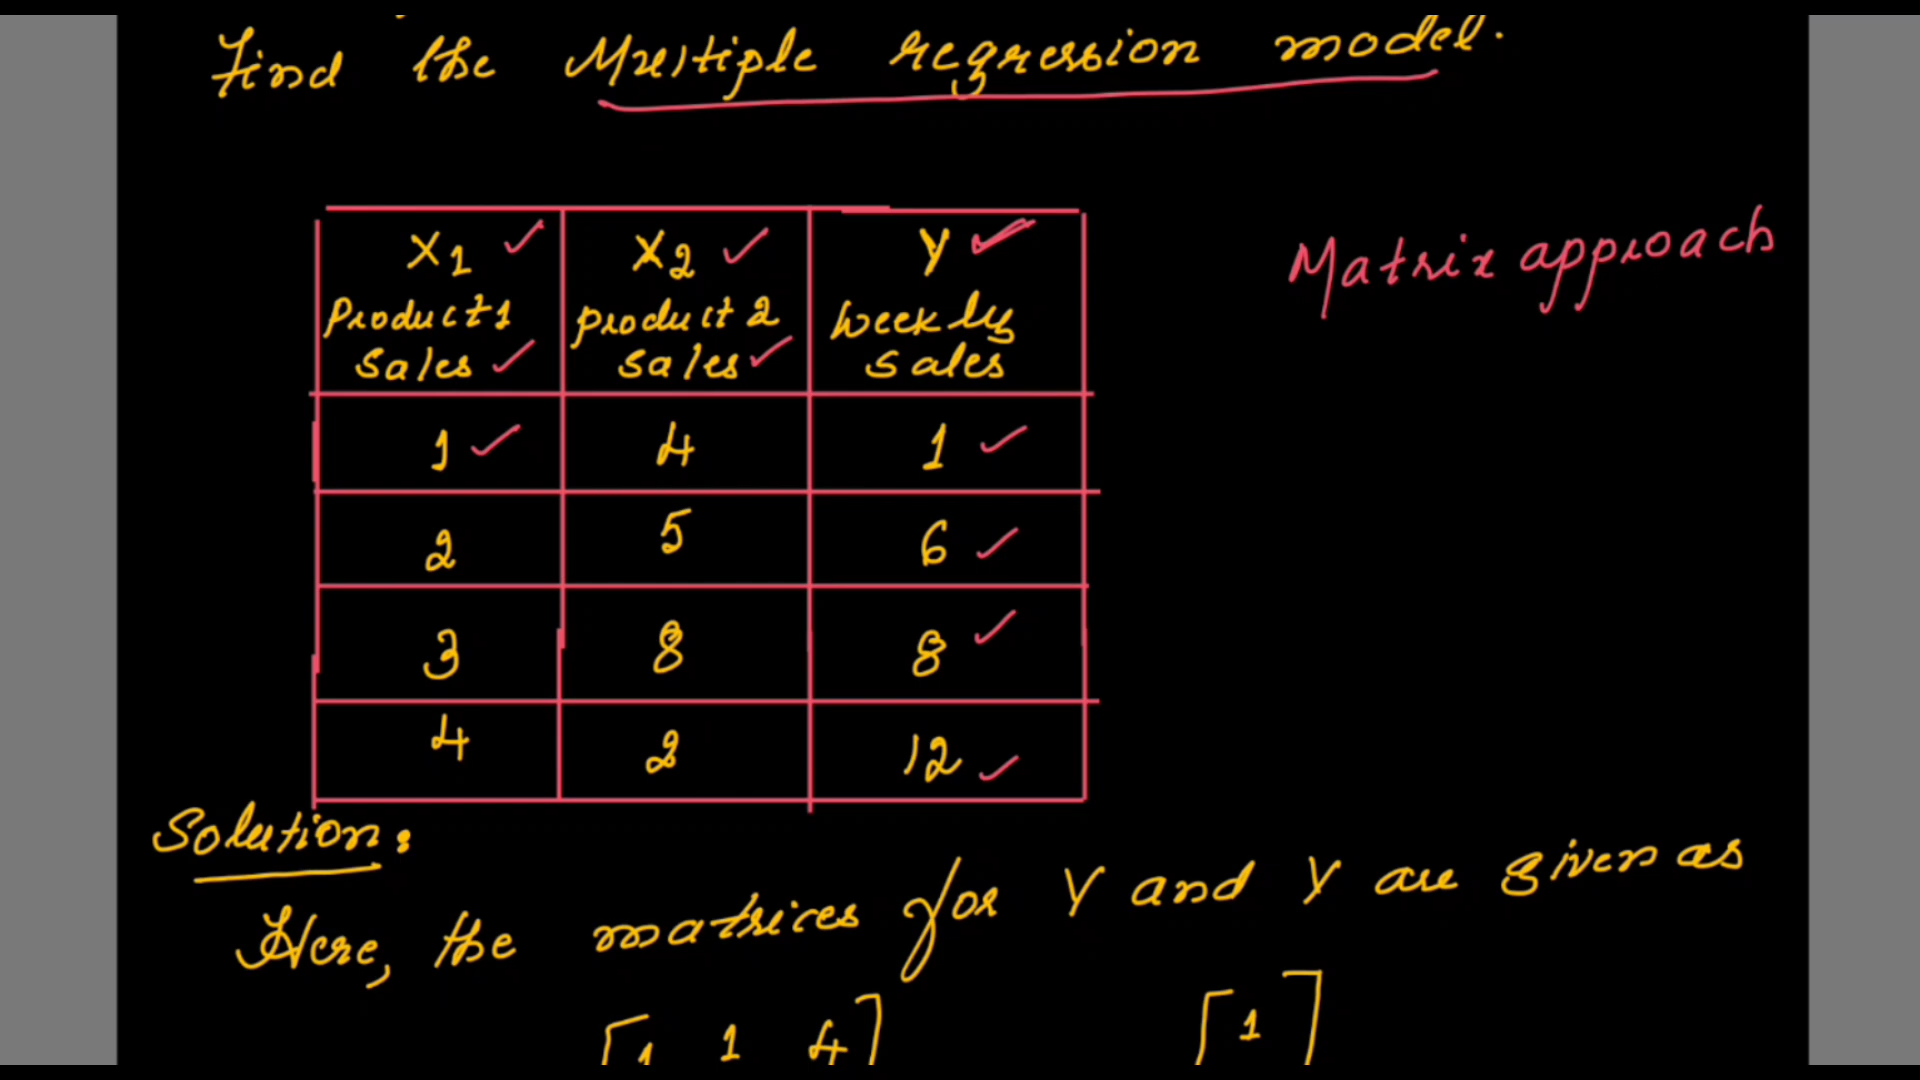 Find the Multiple regression model.
Matrix approach
X1 X2 Y
Product1 product2 Weekly
Sales Sales Sales
1 4 1
2 5 6
3 8 8
4 2 12
Solution:
Here, the matrices for Y and Y are given as
[1 1 4] [1]